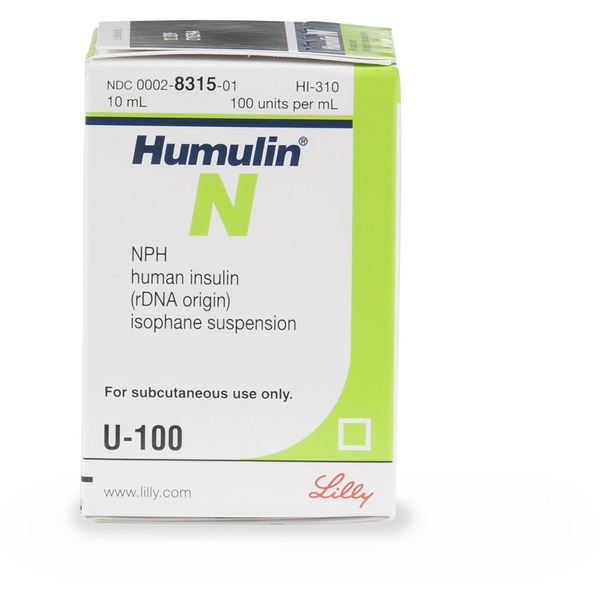 NDC 0002-8315-01 HI-310
10 mL 100 units per mL
Humulin®
N
NPH
human insulin
(rDNA origin)
isophane suspension
For subcutaneous use only.
U-100
www.lilly.com Lilly